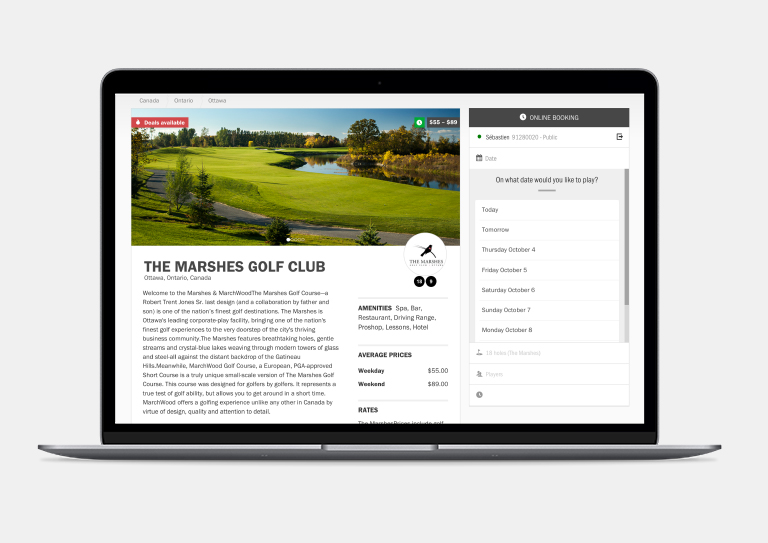 Canada Ontario Ottawa
Deals available
$55 – $99
THE MARSHES GOLF CLUB
Ottawa, Ontario, Canada
Welcome to the Marshes & MarchWoodThe Marshes Golf Course—a
Robert Trent Jones Sr. last design (and a collaboration by father and
son) is one of the nation's finest golf destinations. The Marshes is
Ottawa's leading corporate-play facility, bringing one of the nation's
finest golf experiences to the very doorstep of the city's thriving
business community.The Marshes features breathtaking holes, gentle
streams and crystal-blue lakes weaving through modern towers of glass
and steel-all against the distant backdrop of the Gatineau
Hills.Meanwhile, MarchWood Golf Course, a European, PGA-approved
Short Course is a truly unique small-scale version of The Marshes Golf
Course. This course was designed for golfers by golfers. It represents a
true test of golf ability, but allows you to get around in a short time.
MarchWood offers a golfing experience unlike any other in Canada by
virtue of design, quality and attention to detail.
THE MARSHES
18 9
AMENITIES Spa, Bar,
Restaurant, Driving Range,
Proshop, Lessons, Hotel
AVERAGE PRICES
Weekday $55.00
Weekend $89.00
RATES
ONLINE BOOKING
Sébastien 91289020 - Public
Date
On what date would you like to play?
Today
Tomorrow
Thursday October 4
Friday October 5
Saturday October 6
Sunday October 7
Monday October 8
18 holes (The Marshes)
Players